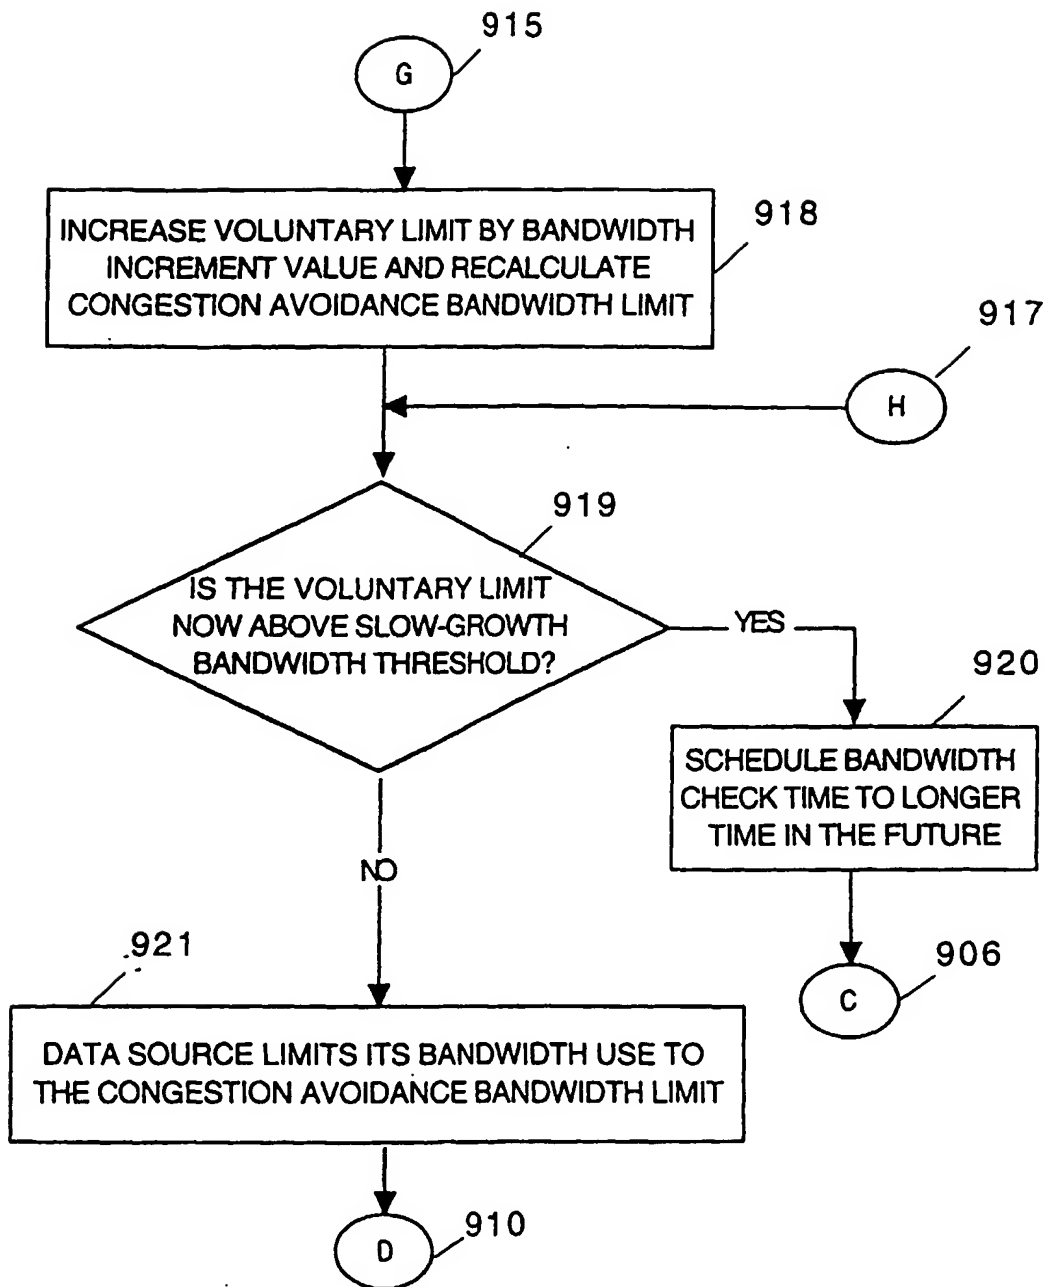 915
G
INCREASE VOLUNTARY LIMIT BY BANDWIDTH
INCREMENT VALUE AND RECALCULATE
CONGESTION AVOIDANCE BANDWIDTH LIMIT
918
917
H
919
IS THE VOLUNTARY LIMIT
NOW ABOVE SLOW-GROWTH
BANDWIDTH THRESHOLD?
YES
920
SCHEDULE BANDWIDTH
CHECK TIME TO LONGER
TIME IN THE FUTURE
NO
906
C
921
DATA SOURCE LIMITS ITS BANDWIDTH USE TO
THE CONGESTION AVOIDANCE BANDWIDTH LIMIT
910
D